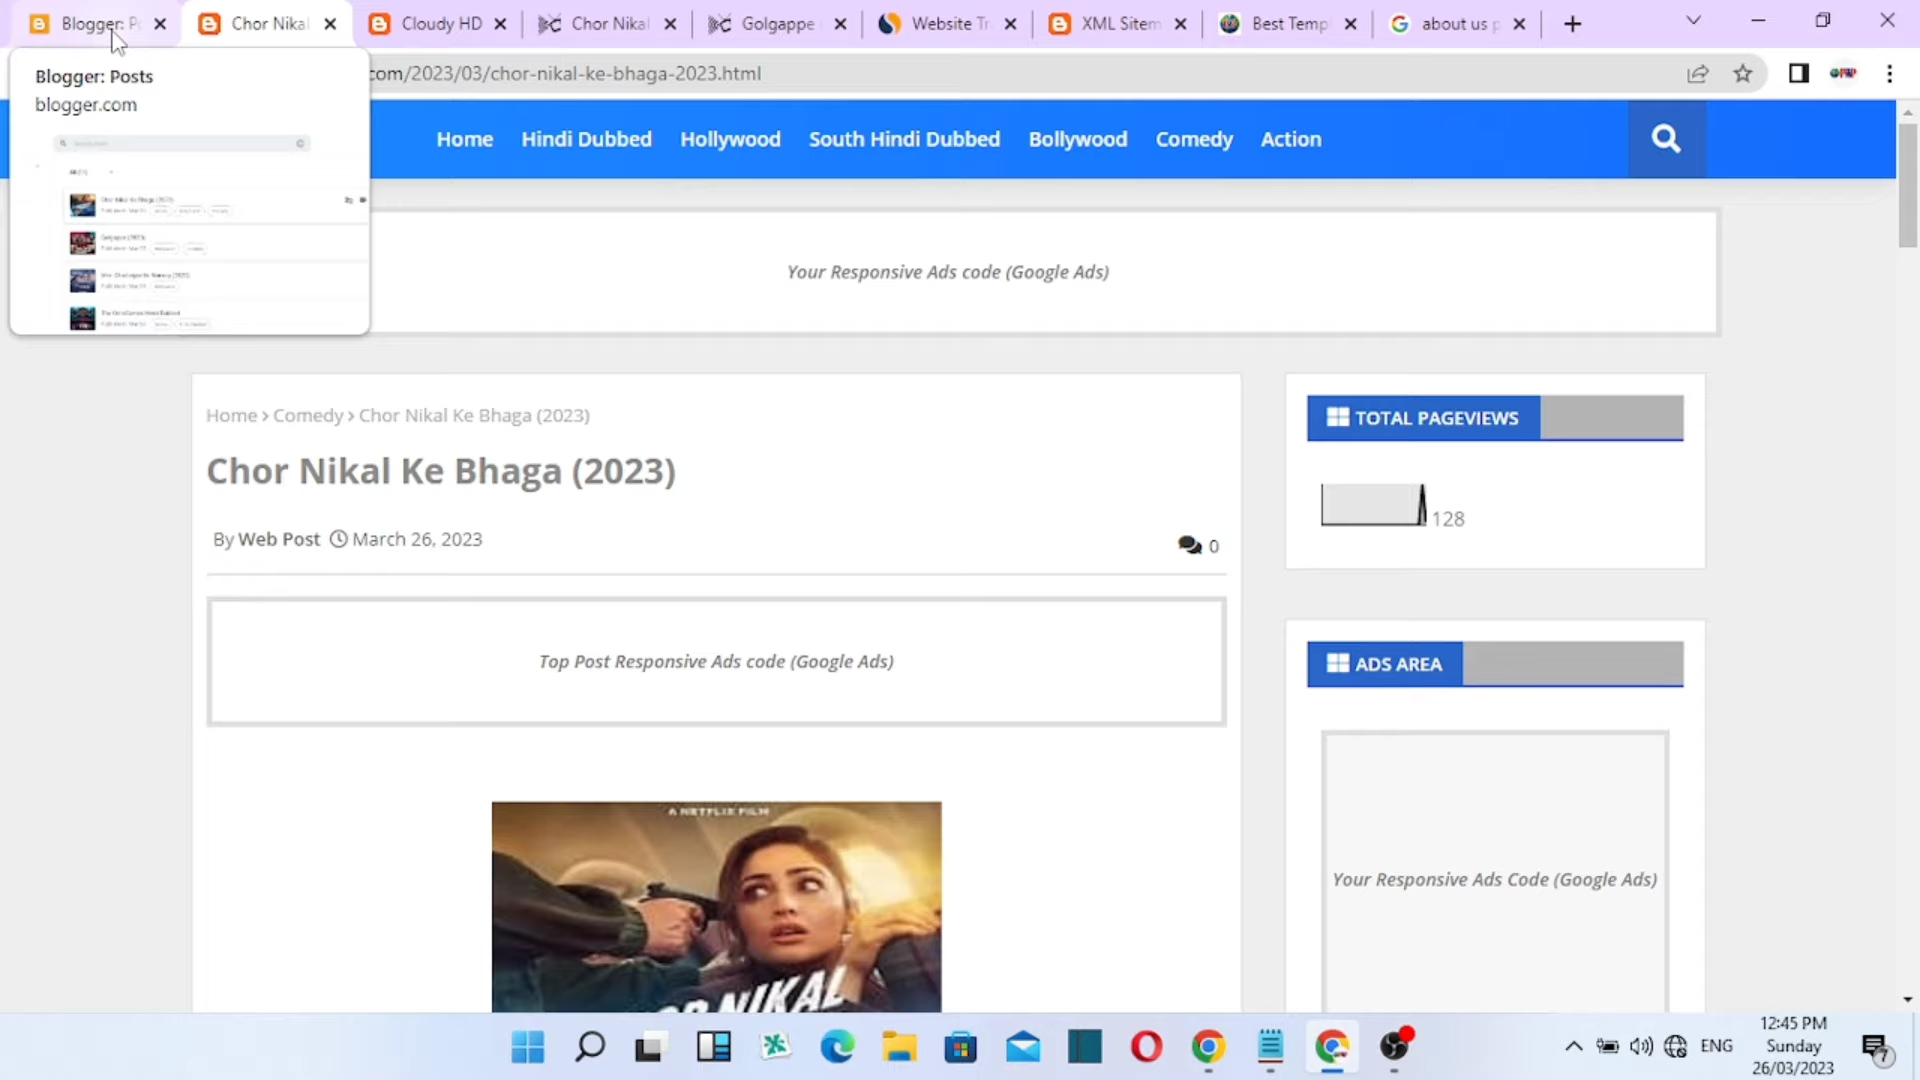 Blogger: P
Chor Nikal
Cloudy HD
Chor Nikal
Golgappe
Website Tr
XML Sitem
Best Temp
about us p
Blogger: Posts
blogger.com
com/2023/03/chor-nikal-ke-bhaga-2023.html
Home
Hindi Dubbed
Hollywood
South Hindi Dubbed
Bollywood
Comedy
Action
Your Responsive Ads code (Google Ads)
Home › Comedy › Chor Nikal Ke Bhaga (2023)
Chor Nikal Ke Bhaga (2023)
By Web Post March 26, 2023
0
Top Post Responsive Ads code (Google Ads)
A NETFLIX FILM
NIKAL
TOTAL PAGEVIEWS
128
ADS AREA
Your Responsive Ads Code (Google Ads)
ENG
12:45 PM
Sunday
26/03/2023
7